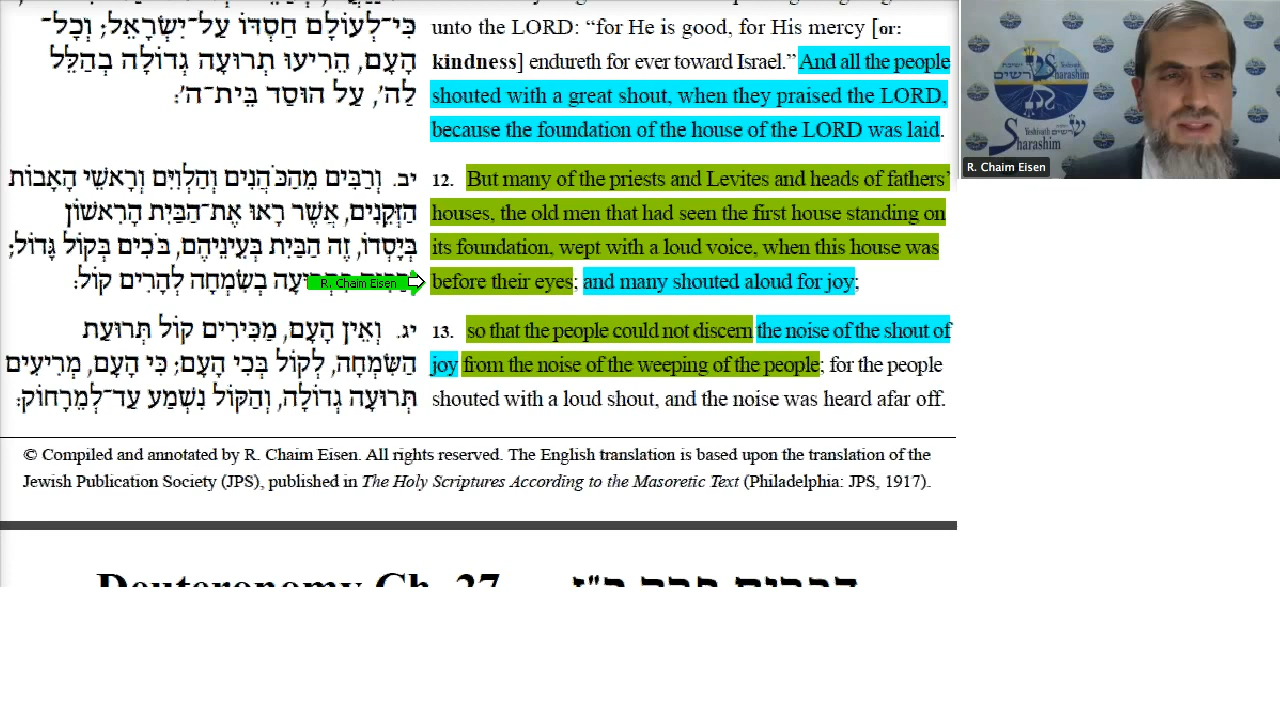 כִּי־לְעוֹלָם חַסְדּוֹ עַל־יִשְׂרָאֵל; וְכׇל־
הָעָם, הֵרִיעוּ תְרוּעָה גְדוֹלָה בְהַלֵּל
לַה', עַל הוּסַד בֵּית־ה':
יב. וְרַבִּים מֵהַכֹּהֲנִים וְהַלְוִיִּם וְרָאשֵׁי הָאָבוֹת
הַזְּקֵנִים, אֲשֶׁר רָאוּ אֶת־הַבַּיִת הָרִאשׁוֹן
בְּיׇסְדוֹ, זֶה הַבַּיִת בְּעֵינֵיהֶם, בֹּכִים בְּקוֹל גָּדוֹל;
בְשִׂמְחָה לְהָרִים קוֹל:
יג. וְאֵין הָעָם, מַכִּירִים קוֹל תְּרוּעַת
הַשִּׂמְחָה, לְקוֹל בְּכִי הָעָם; כִּי הָעָם, מְרִיעִים
תְּרוּעָה גְדוֹלָה, וְהַקּוֹל נִשְׁמַע עַד־לְמֵרָחוֹק:
unto the LORD: “for He is good, for His mercy [or:
kindness] endureth for ever toward Israel.” And all the people
shouted with a great shout, when they praised the LORD,
because the foundation of the house of the LORD was laid.
12. But many of the priests and Levites and heads of fathers’
houses, the old men that had seen the first house standing on
its foundation, wept with a loud voice, when this house was
before their eyes; and many shouted aloud for joy;
13. so that the people could not discern the noise of the shout of
joy from the noise of the weeping of the people; for the people
shouted with a loud shout, and the noise was heard afar off.
R. Chaim Eisen
© Compiled and annotated by R. Chaim Eisen. All rights reserved. The English translation is based upon the translation of the
Jewish Publication Society (JPS), published in The Holy Scriptures According to the Masoretic Text (Philadelphia: JPS, 1917).
Deuteronomy Ch. 27
דברים פרק כ"ז
Sharashim
Yeshivath
Sharashim
R. Chaim Eisen